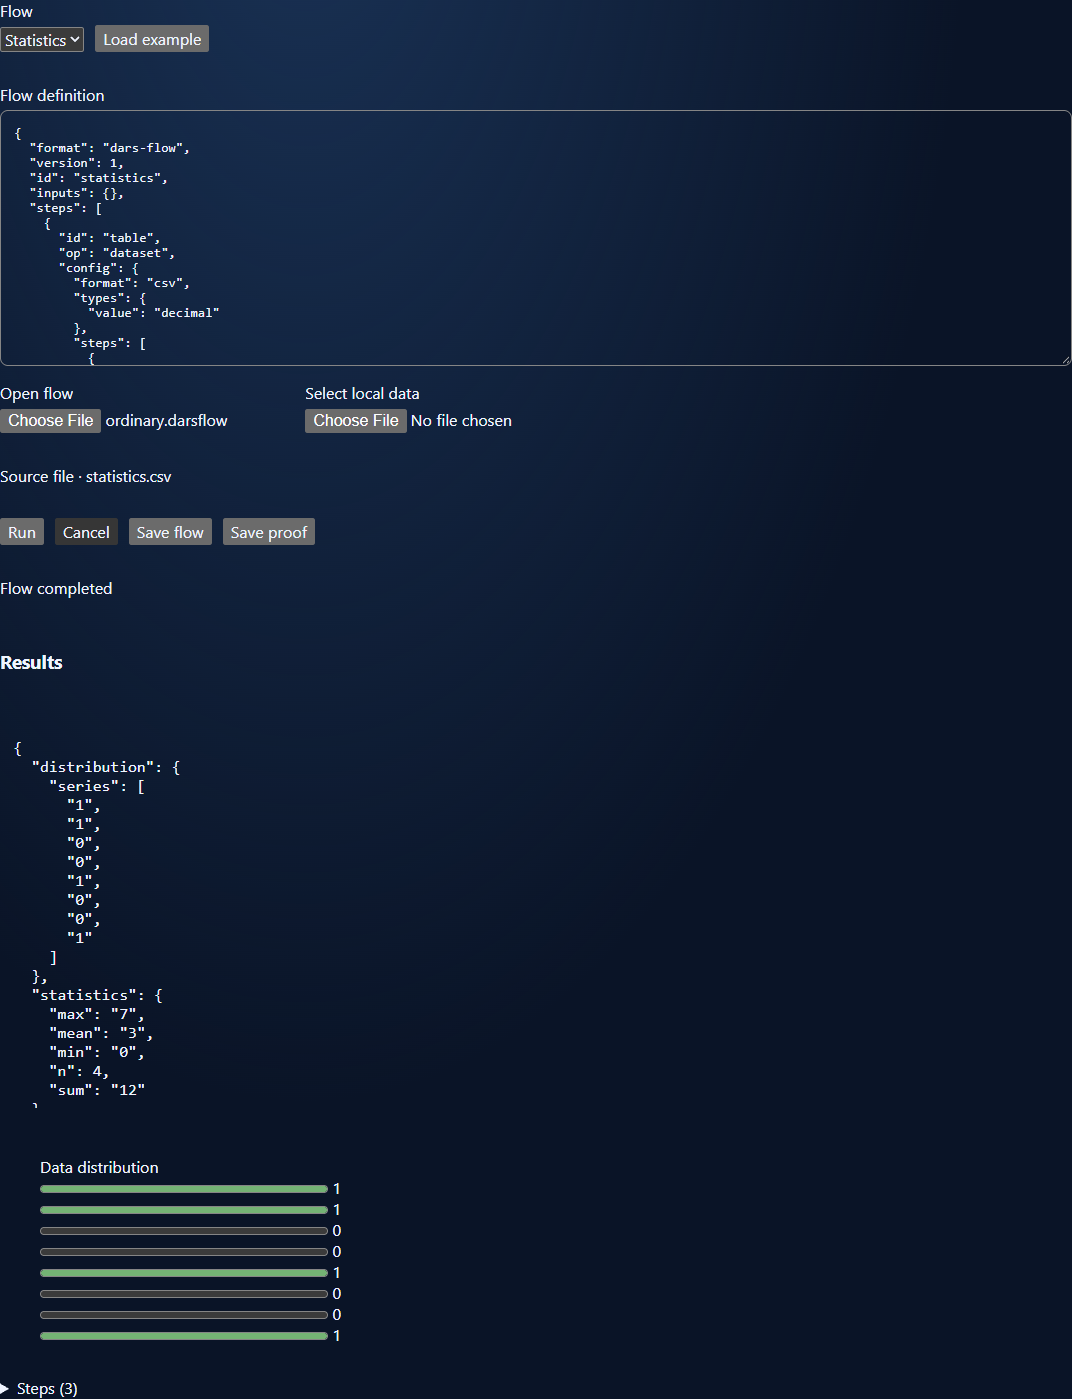 Flow
Statistics
Load example
Flow definition
{
  "format": "dars-flow",
  "version": 1,
  "id": "statistics",
  "inputs": {},
  "steps": [
    {
      "id": "table",
      "op": "dataset",
      "config": {
        "format": "csv",
        "types": {
          "value": "decimal"
        },
        "steps": [
          {
Open flow
Select local data
Choose File ordinary.darsflow
Choose File No file chosen
Source file · statistics.csv
Run Cancel Save flow Save proof
Flow completed
Results
{
  "distribution": {
    "series": [
      "1",
      "1",
      "0",
      "0",
      "1",
      "0",
      "0",
      "1"
    ]
  },
  "statistics": {
    "max": "7",
    "mean": "3",
    "min": "0",
    "n": 4,
    "sum": "12"
Data distribution
1
1
0
0
1
0
0
1
Steps (3)